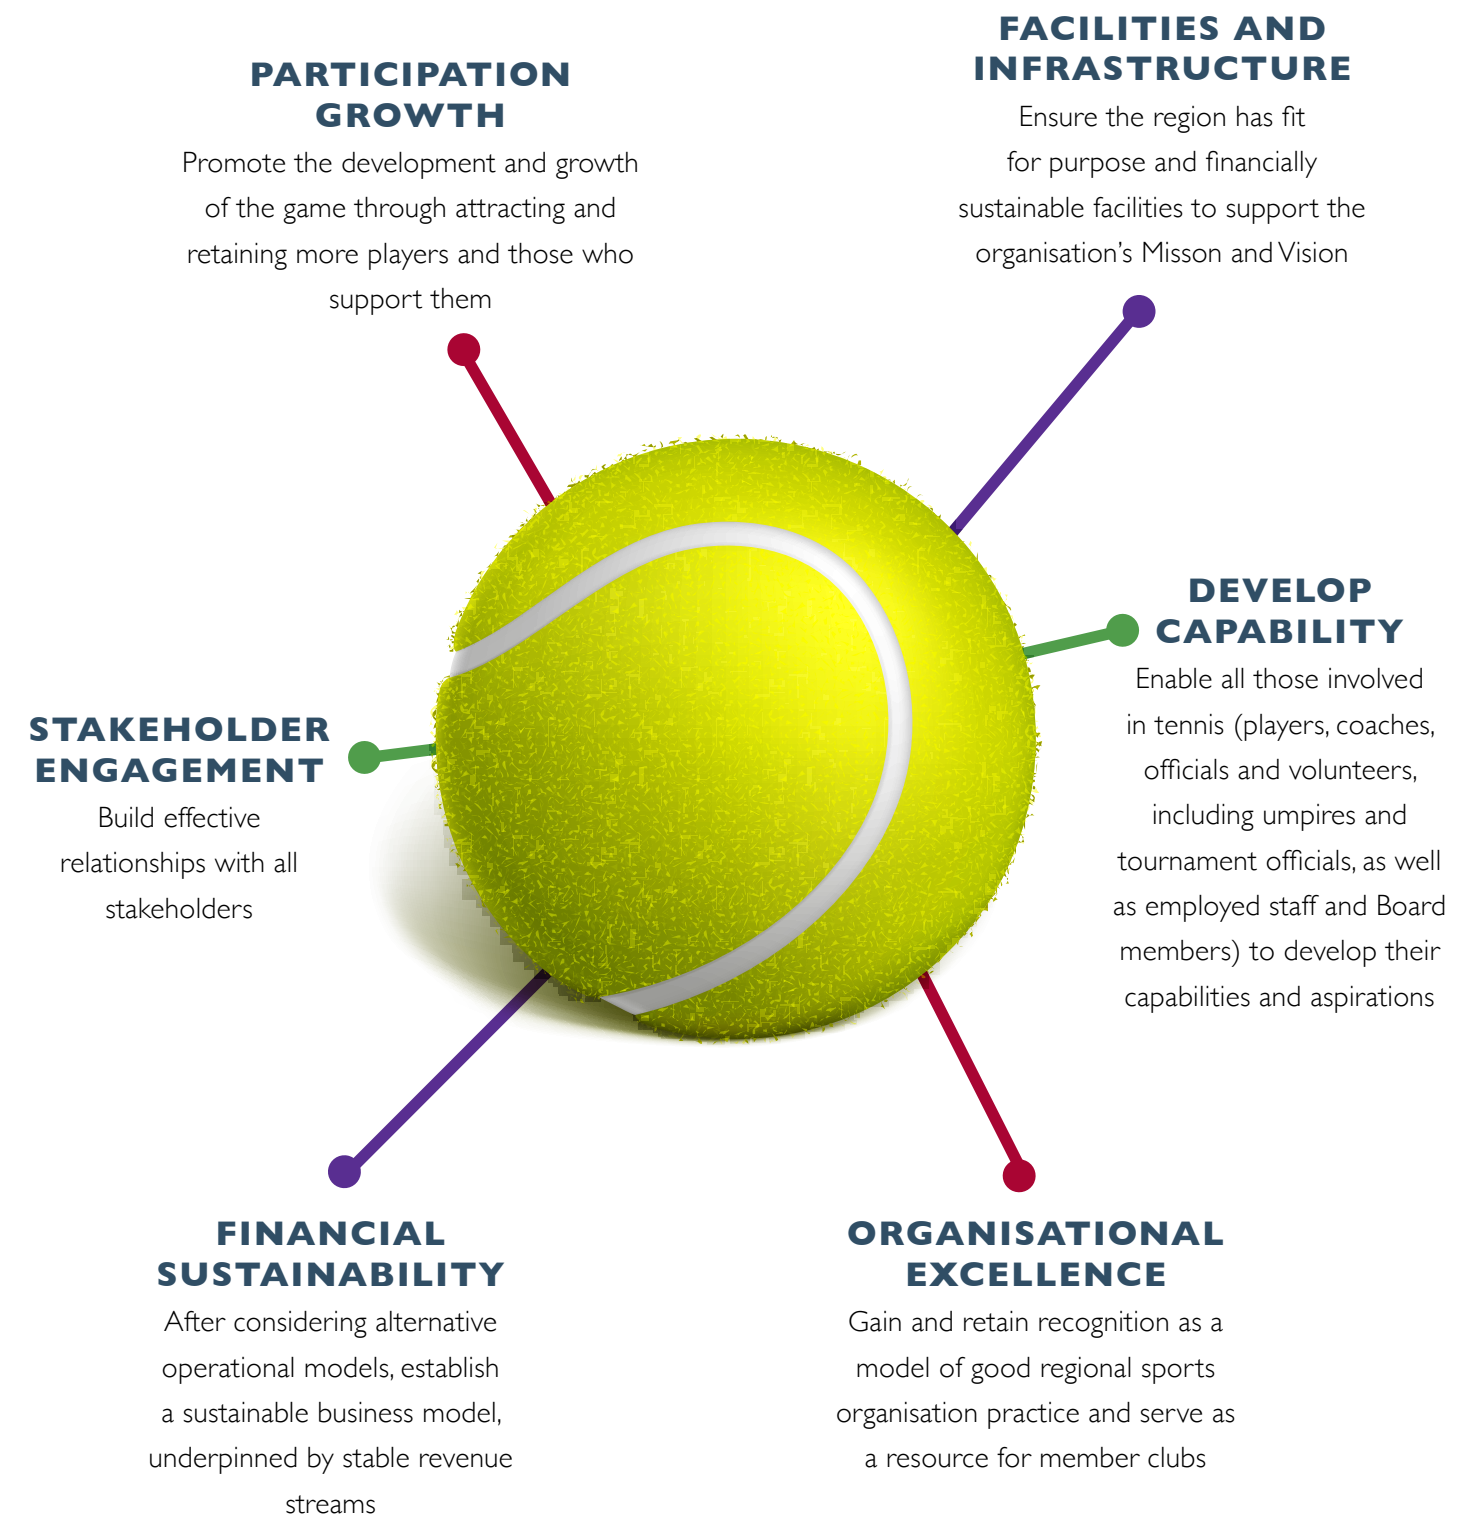 PARTICIPATION
GROWTH
Promote the development and growth
of the game through attracting and
retaining more players and those who
support them
FACILITIES AND
INFRASTRUCTURE
Ensure the region has fit
for purpose and financially
sustainable facilities to support the
organisation's Misson and Vision
DEVELOP
CAPABILITY
Enable all those involved
in tennis (players, coaches,
officials and volunteers,
including umpires and
tournament officials, as well
as employed staff and Board
members) to develop their
capabilities and aspirations
STAKEHOLDER
ENGAGEMENT
Build effective
relationships with all
stakeholders
FINANCIAL
SUSTAINABILITY
After considering alternative
operational models, establish
a sustainable business model,
underpinned by stable revenue
streams
ORGANISATIONAL
EXCELLENCE
Gain and retain recognition as a
model of good regional sports
organisation practice and serve as
a resource for member clubs